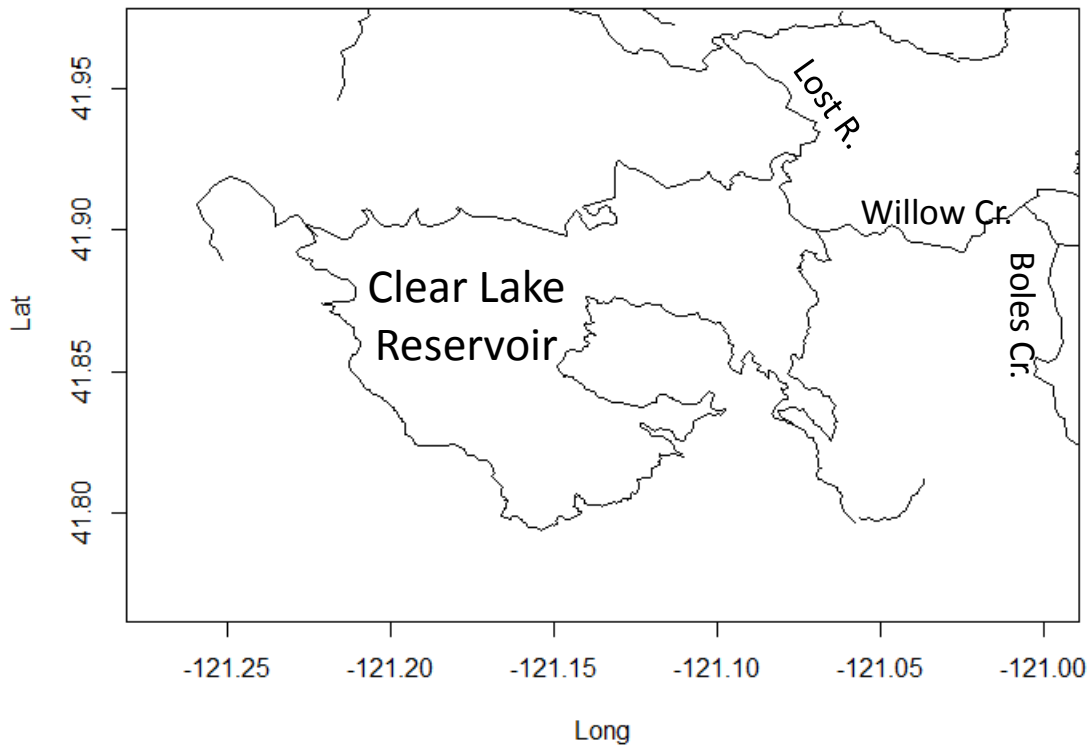 41.95
41.90
41.85
41.80
Lat
Lost R.
Willow Cr.
Boles Cr.
Clear Lake
Reservoir
-121.25
-121.20
-121.15
-121.10
-121.05
-121.00
Long